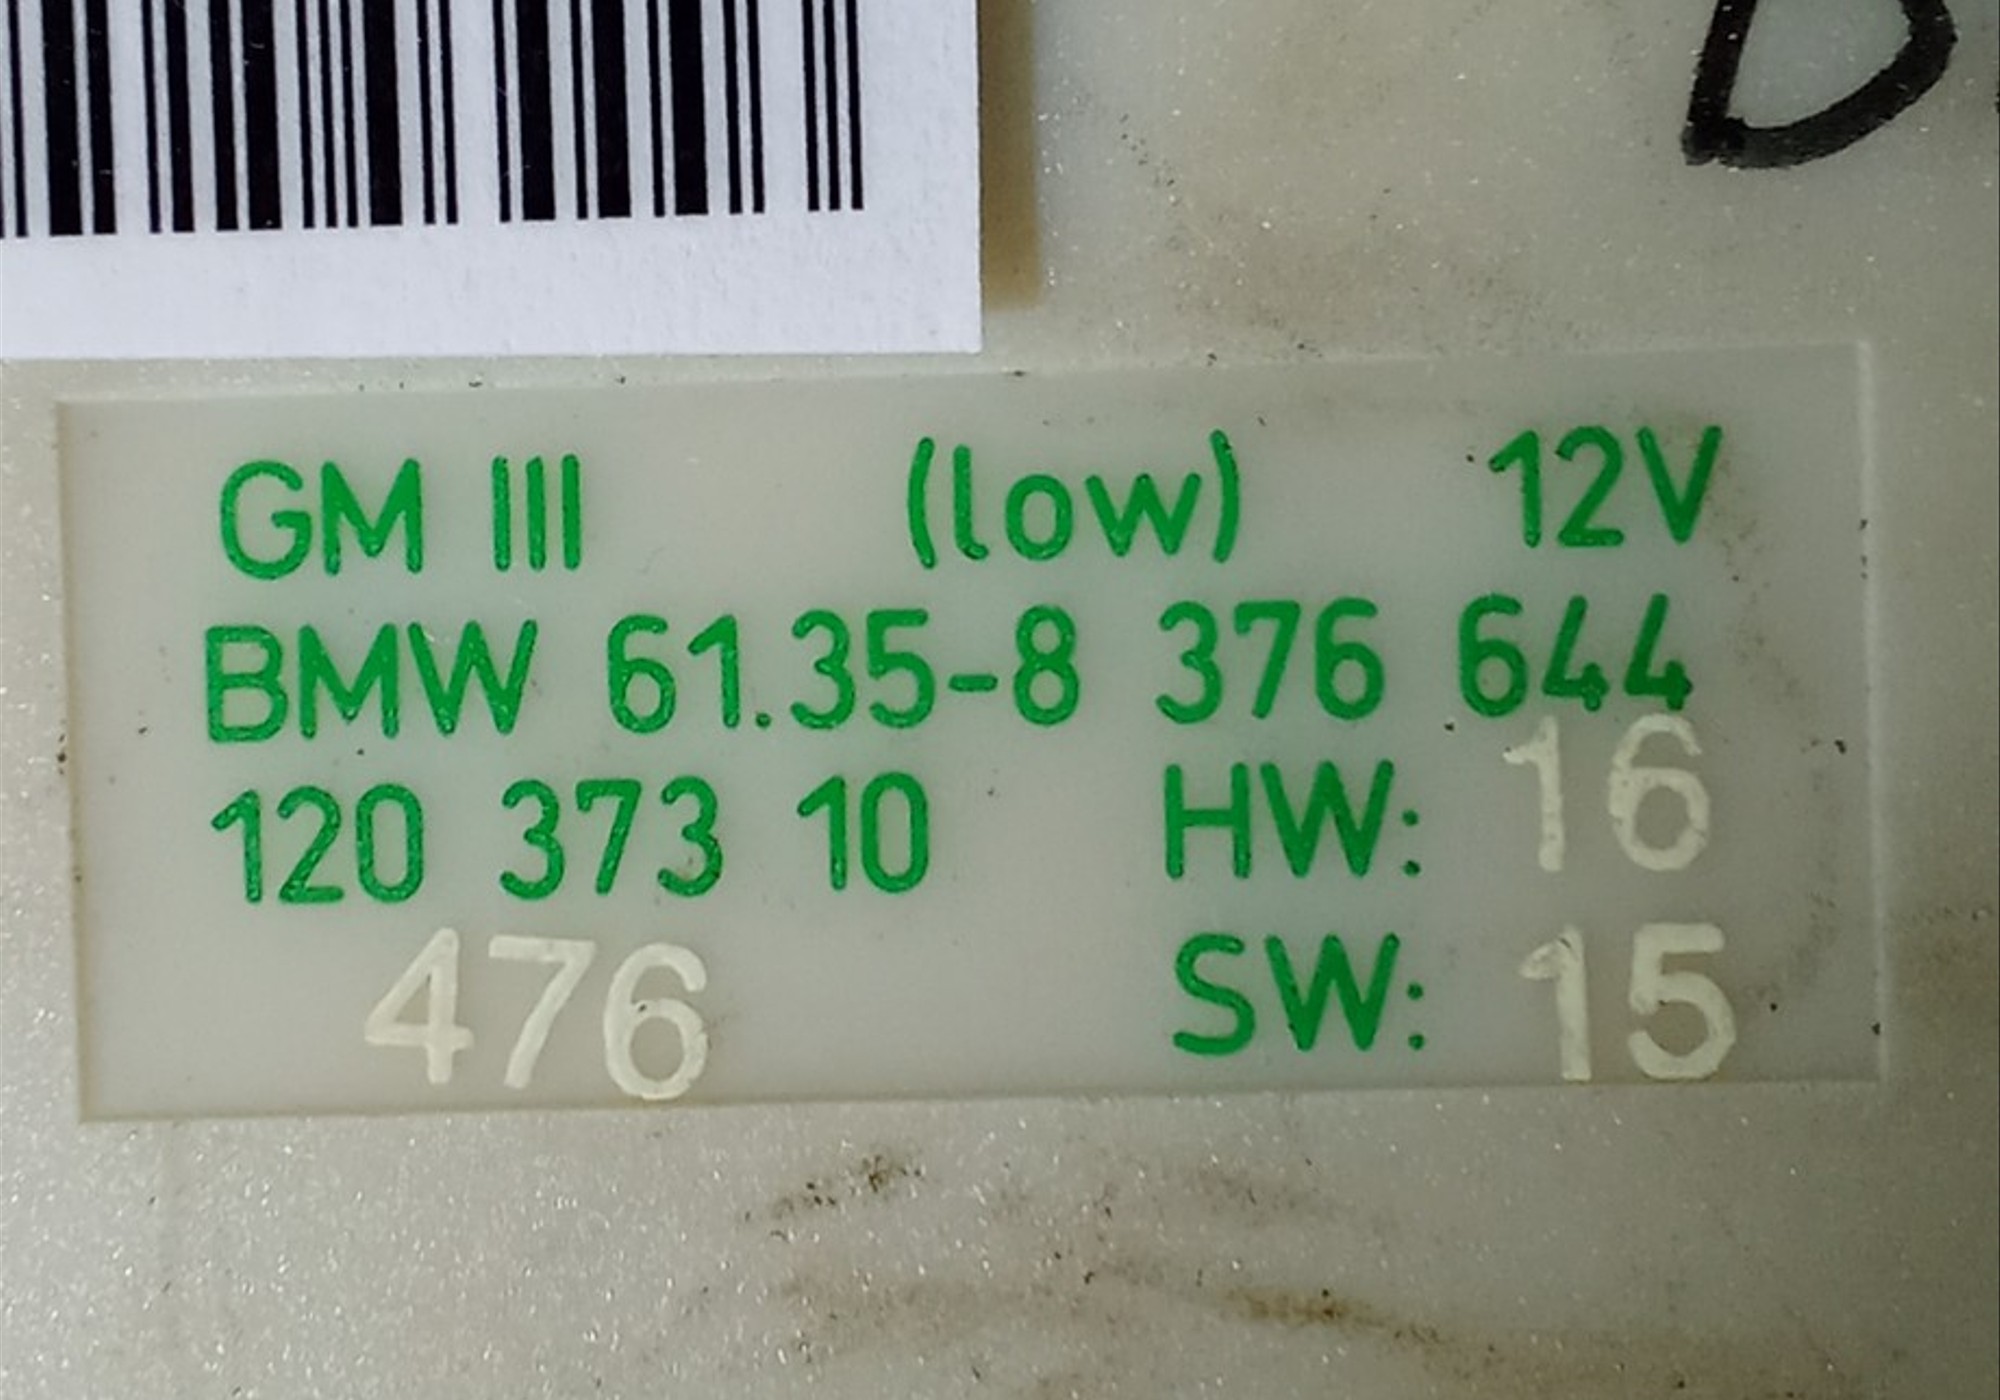 GM III (low) 12V
BMW 61.35-8 376 644
120 373 10 HW: 16
476 SW: 15